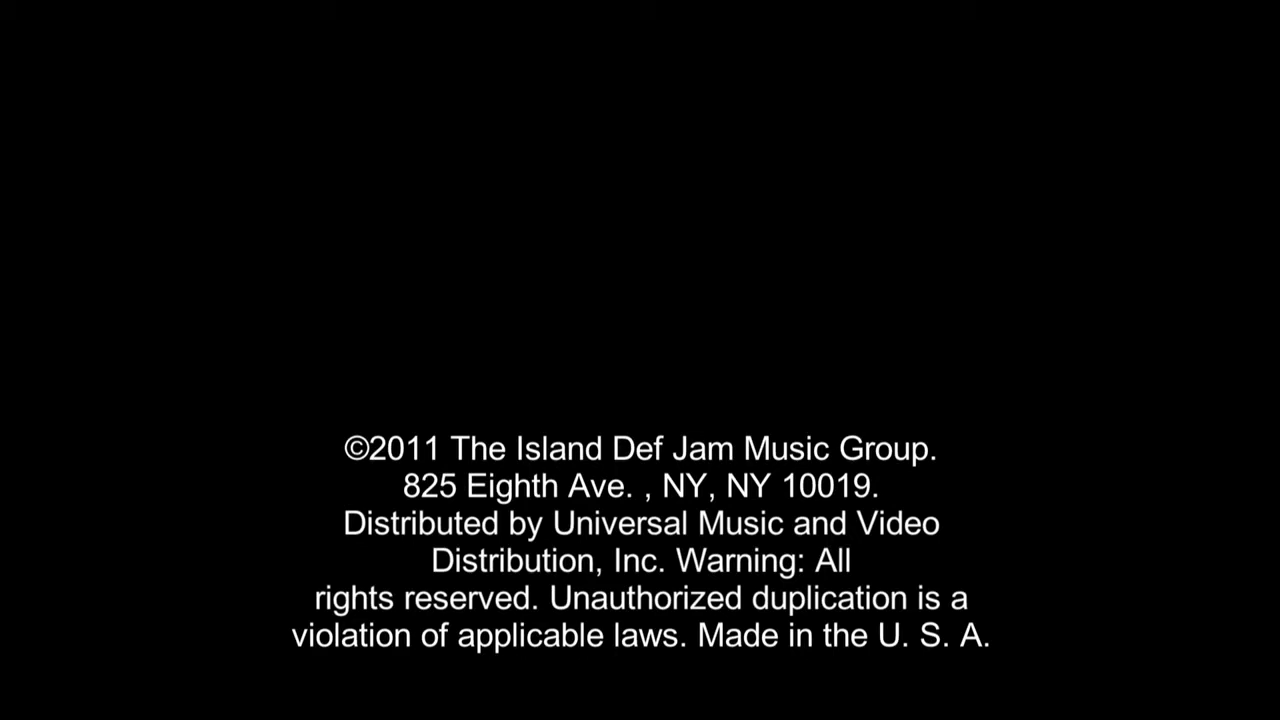 ©2011 The Island Def Jam Music Group.
825 Eighth Ave. , NY, NY 10019.
Distributed by Universal Music and Video
Distribution, Inc. Warning: All
rights reserved. Unauthorized duplication is a
violation of applicable laws. Made in the U. S. A.